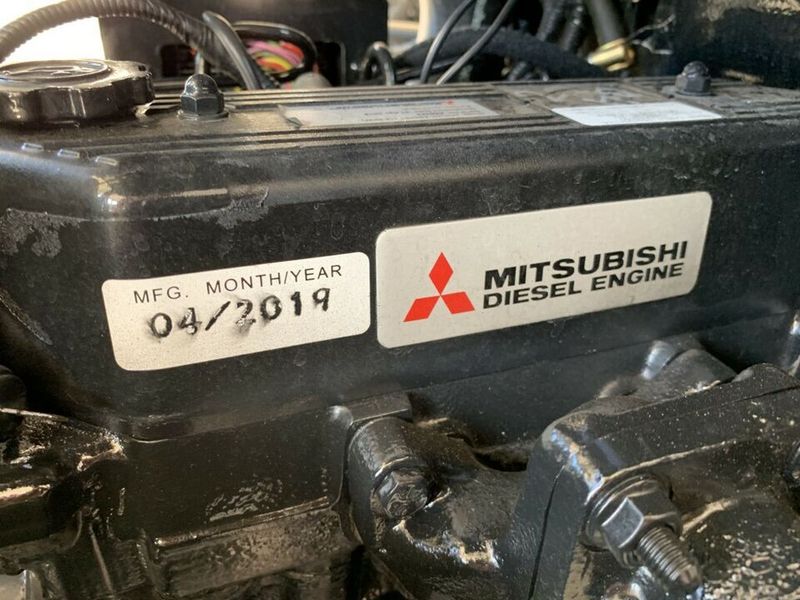 MFG. MONTH/YEAR
04/2019
MITSUBISHI
DIESEL ENGINE